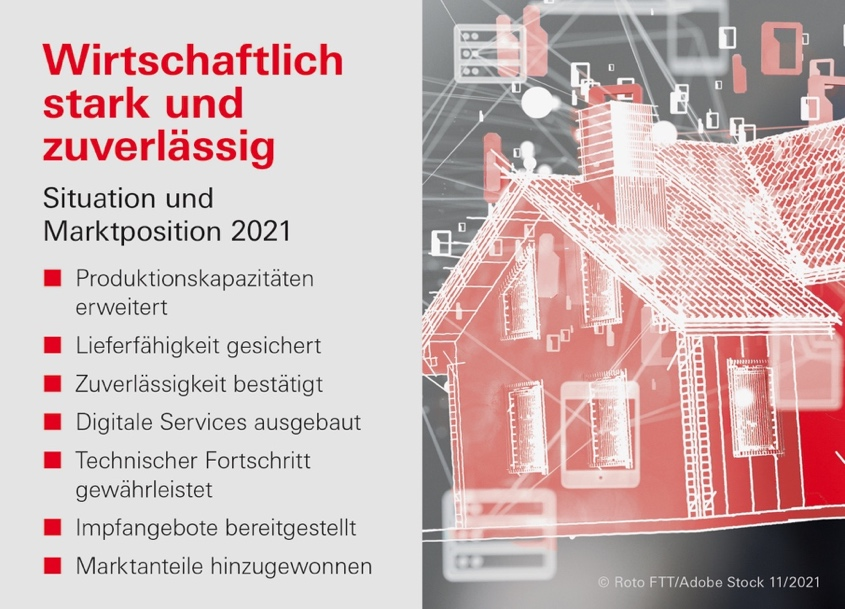 Wirtschaftlich
stark und
zuverlässig
Situation und
Marktposition 2021
Produktionskapazitäten
erweitert
Lieferfähigkeit gesichert
Zuverlässigkeit bestätigt
Digitale Services ausgebaut
Technischer Fortschritt
gewährleistet
Impfangebote bereitgestellt
Marktanteile hinzugewonnen
© Roto FTT/Adobe Stock 11/2021